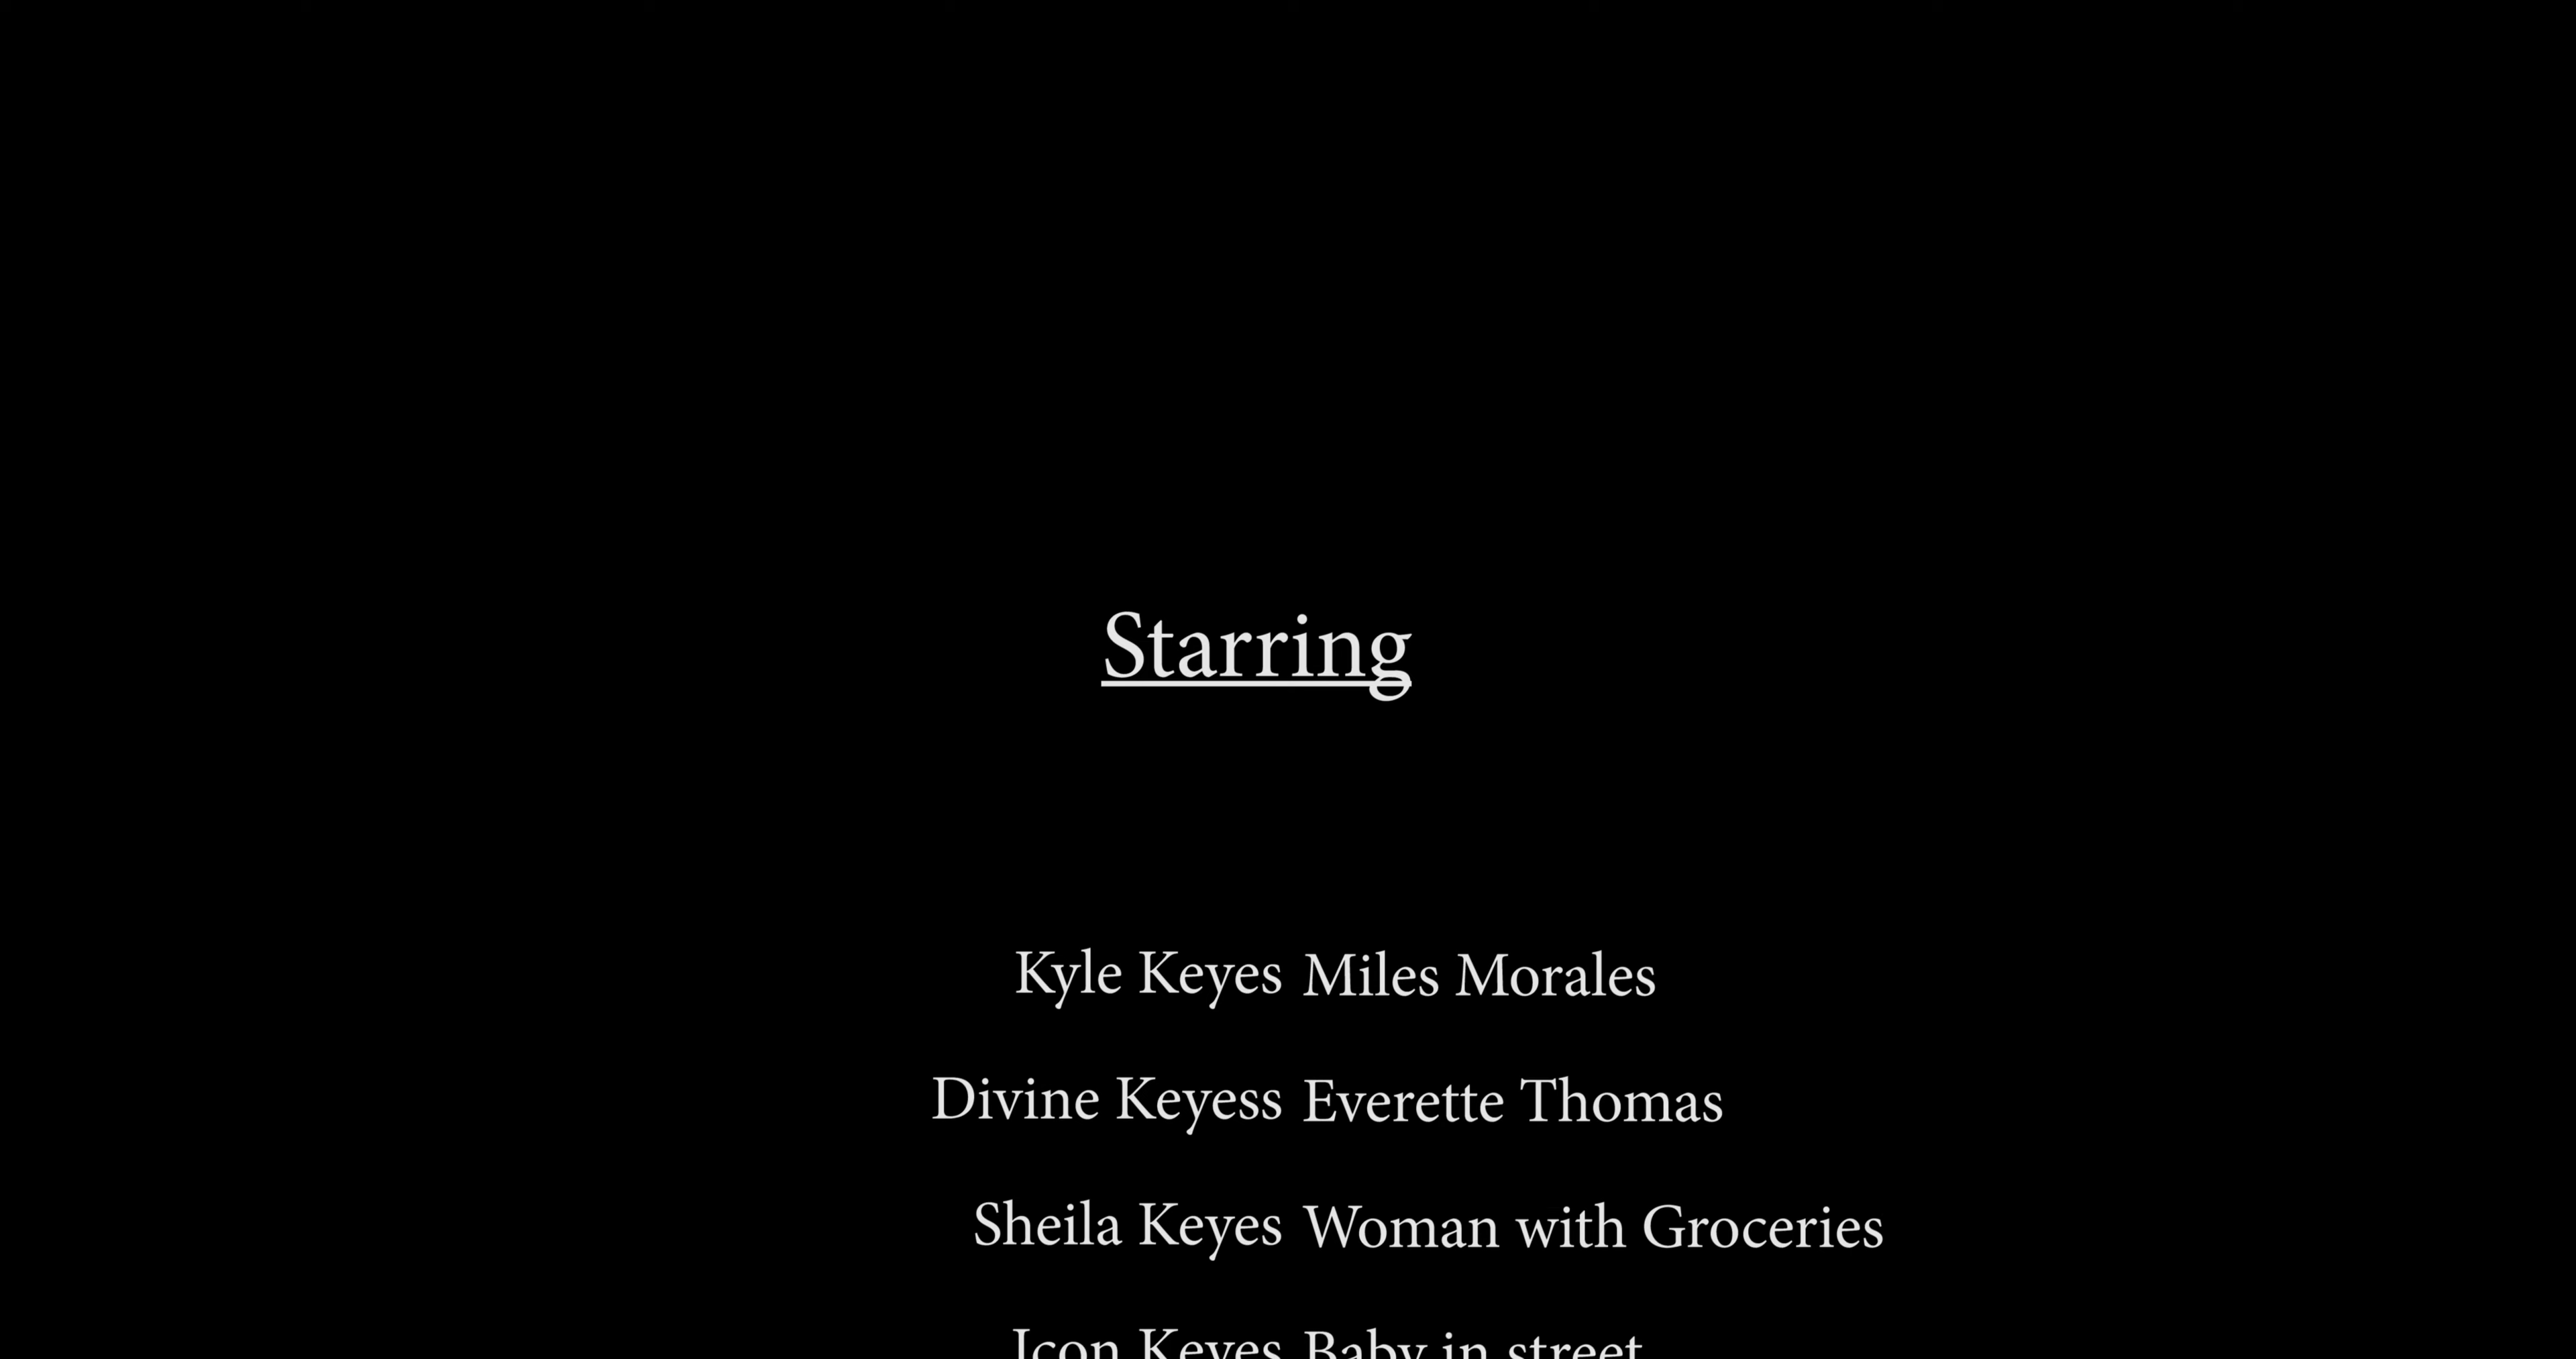 Starring
Kyle Keyes Miles Morales
Divine Keyess Everette Thomas
Sheila Keyes Woman with Groceries
Icon Keyes Baby in street